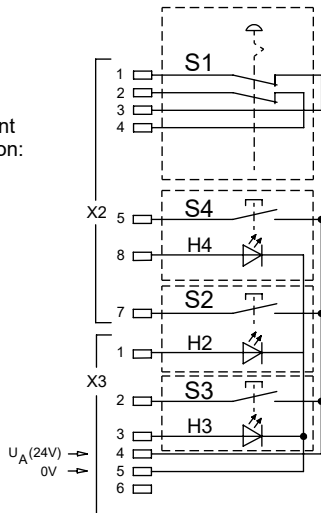 S1
1
2
3
4
nt
on:
X2
5
S4
8
H4
7
S2
1
H2
X3
2
S3
3
H3
U_A(24V) → 4
0V → 5
6